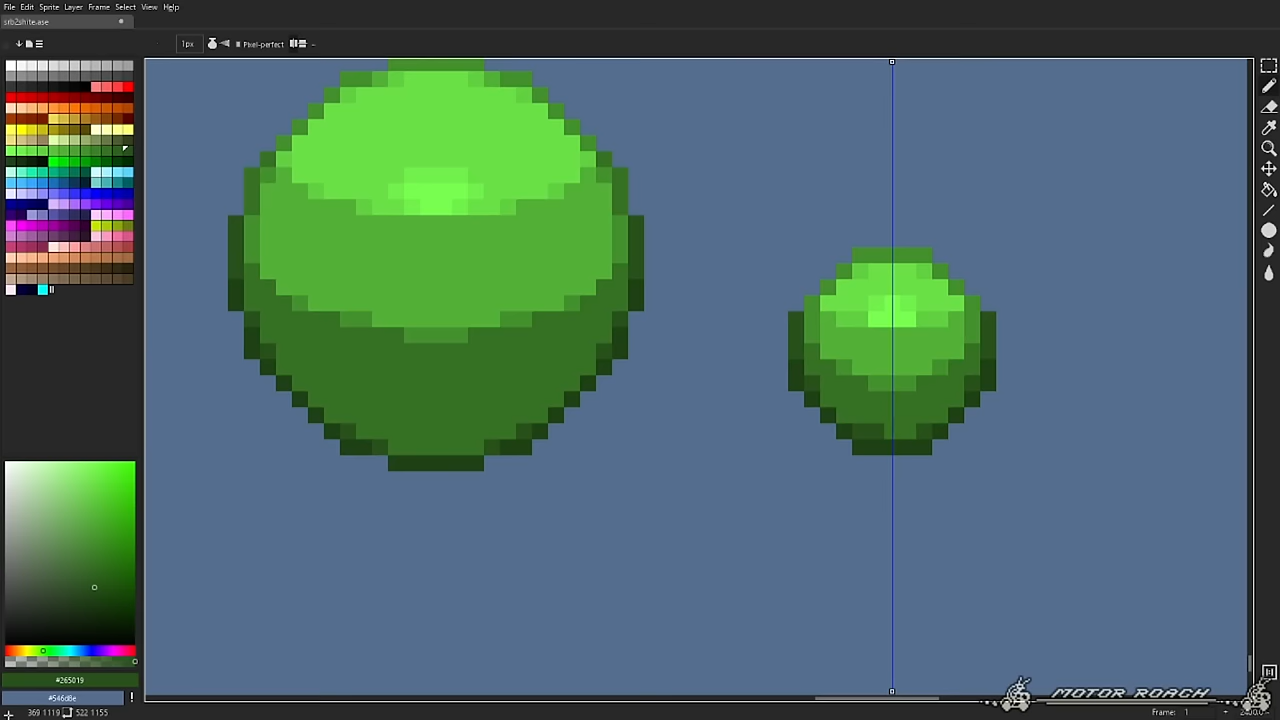 File Edit Sprite Layer Frame Select View Help
srb2shite.ase
1px Pixel-perfect
#265019
#546d8e
MOTOR ROACH
369 1119 522 1155 Frame: 1